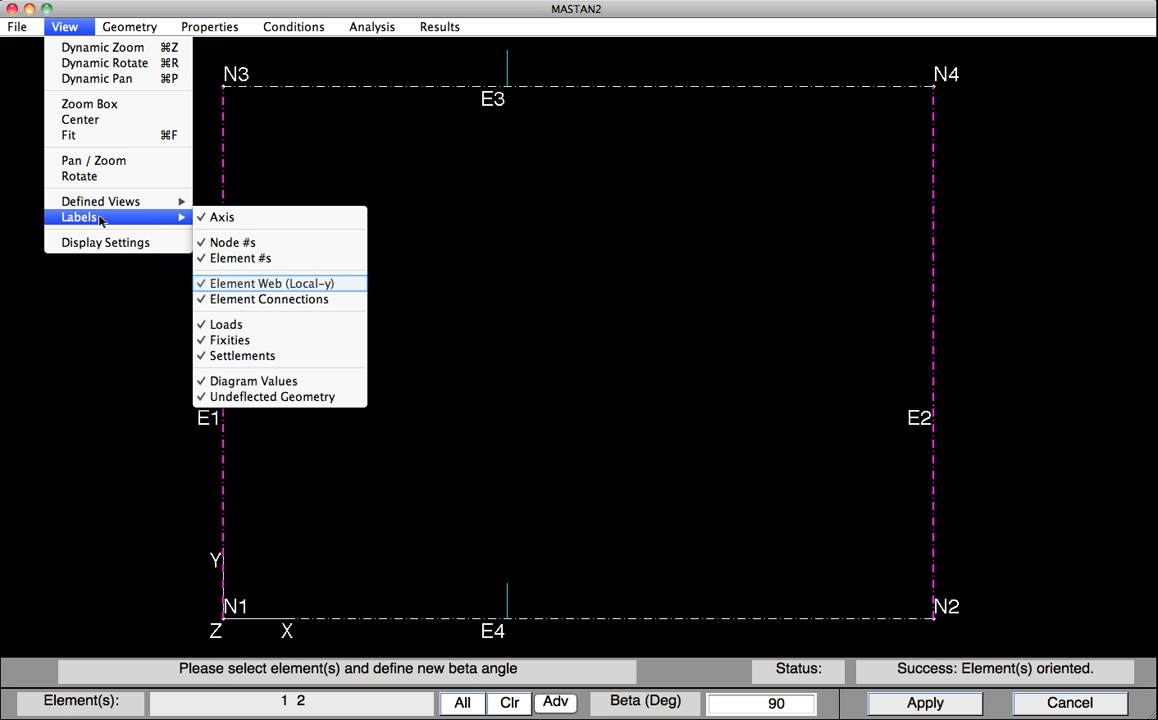 MASTAN2
File View Geometry Properties Conditions Analysis Results
Dynamic Zoom ⌘Z
Dynamic Rotate ⌘R
Dynamic Pan ⌘P
Zoom Box
Center
Fit ⌘F
Pan / Zoom
Rotate
Defined Views
Labels
Display Settings
✓ Axis
✓ Node #s
✓ Element #s
✓ Element Web (Local-y)
✓ Element Connections
✓ Loads
✓ Fixities
✓ Settlements
✓ Diagram Values
✓ Undeflected Geometry
N3
E3
N4
E1
E2
Y
N1
N2
Z
X
E4
Please select element(s) and define new beta angle
Status:
Success: Element(s) oriented.
Element(s):
1 2
All
Clr
Adv
Beta (Deg)
90
Apply
Cancel